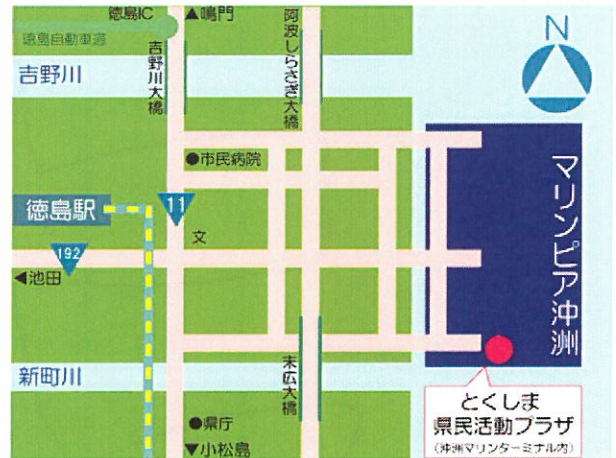 徳島IC
▲鳴門
徳島自動車道
吉野川
吉野川大橋
阿波しらさぎ大橋
N
●市民病院
徳島駅
11
文
192
◀池田
マリンピア沖洲
新町川
末広大橋
●県庁
▼小松島
とくしま
県民活動プラザ
(沖洲マリンターミナル内)